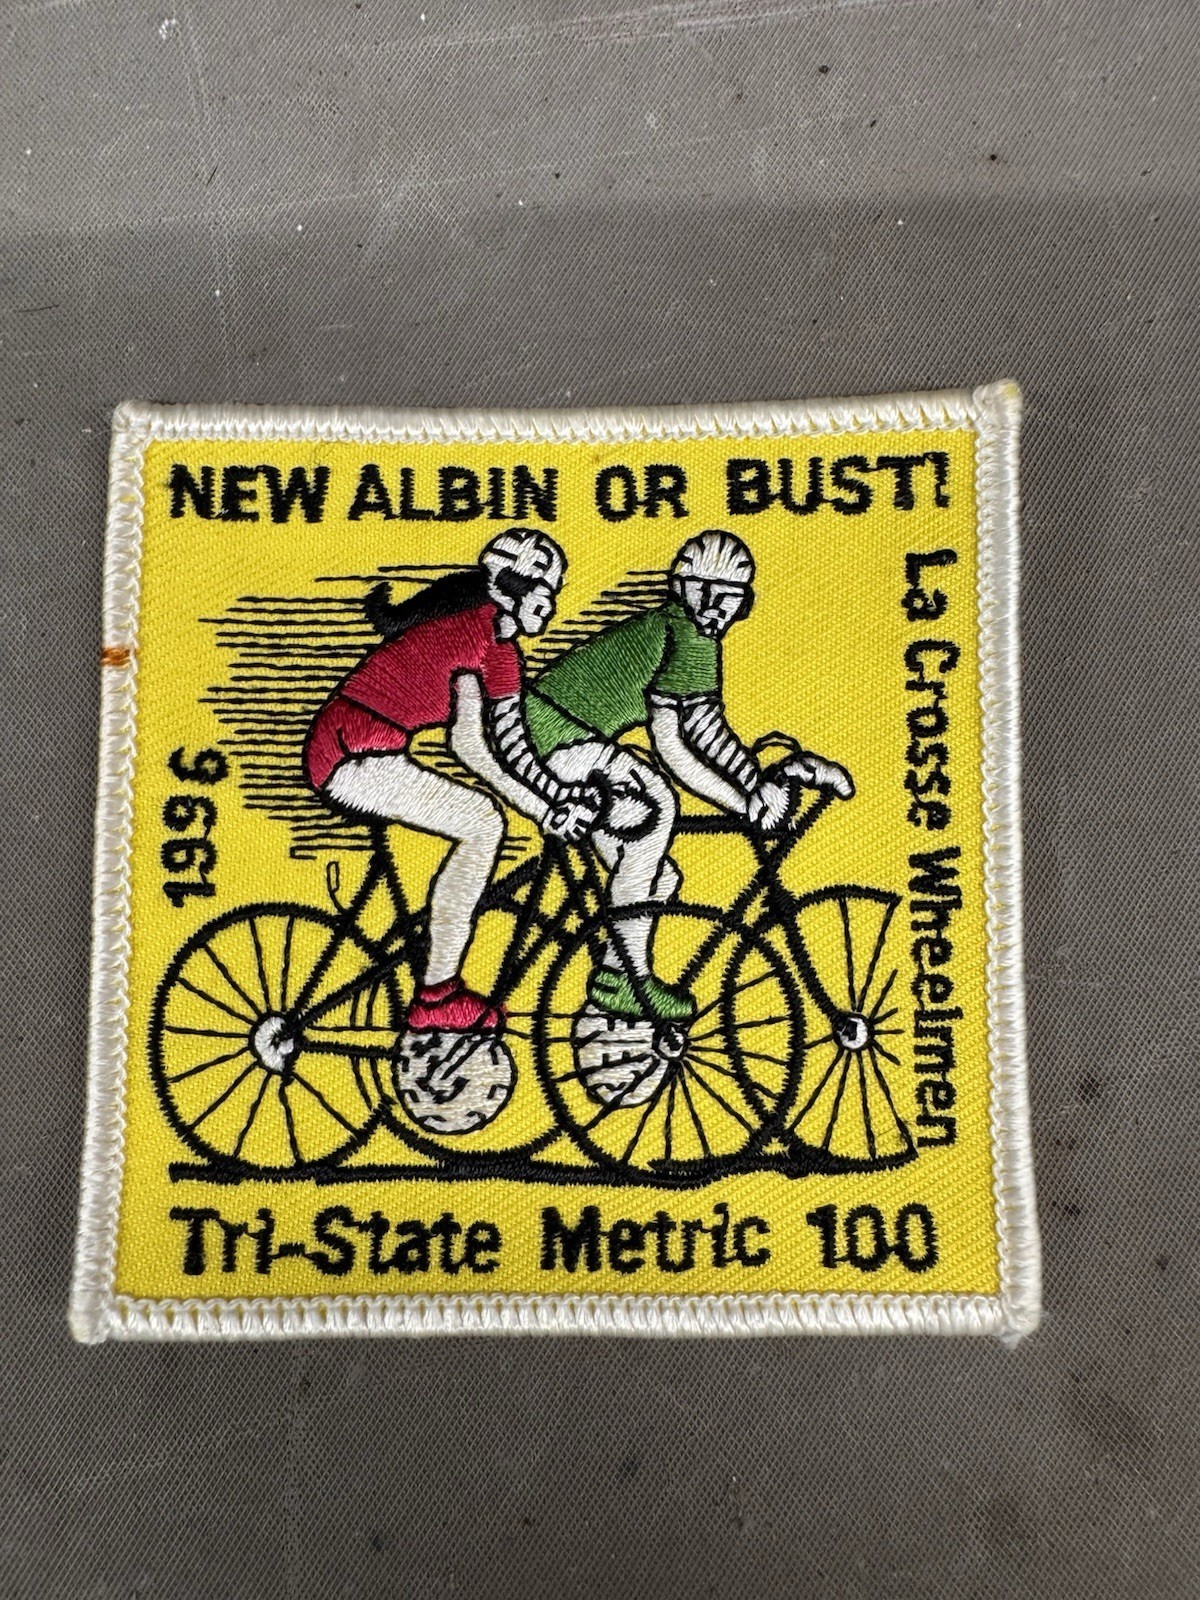 NEW ALBIN OR BUST!
La Crosse Wheelmen
1996
Tri-State Metric 100